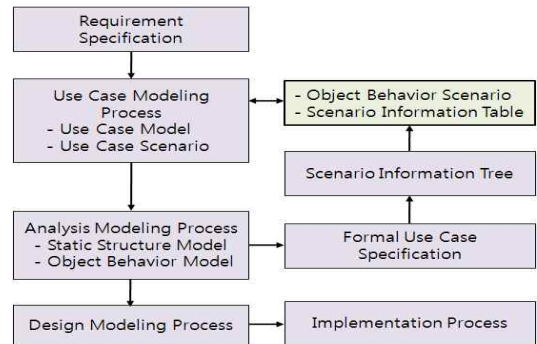 Requirement
Specification
Use Case Modeling
Process
- Use Case Model
- Use Case Scenario
- Object Behavior Scenario
- Scenario Information Table
Scenario Information Tree
Analysis Modeling Process
- Static Structure Model
- Object Behavior Model
Formal Use Case
Specification
Design Modeling Process
Implementation Process